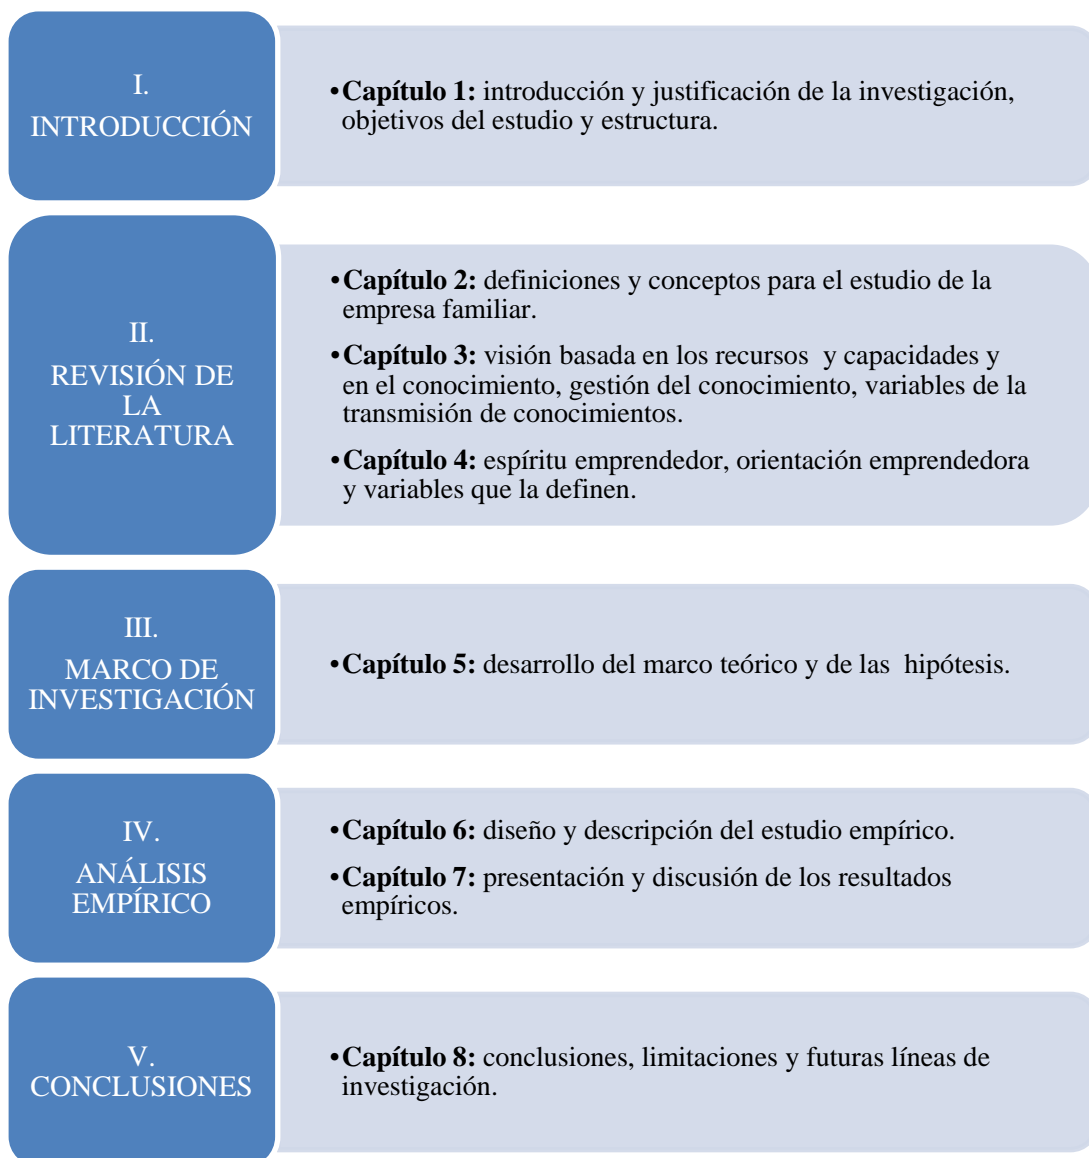 I.
INTRODUCCIÓN
•Capítulo 1: introducción y justificación de la investigación,
objetivos del estudio y estructura.
II.
REVISIÓN DE
LA
LITERATURA
•Capítulo 2: definiciones y conceptos para el estudio de la
empresa familiar.
•Capítulo 3: visión basada en los recursos  y capacidades y
en el conocimiento, gestión del conocimiento, variables de la
transmisión de conocimientos.
•Capítulo 4: espíritu emprendedor, orientación emprendedora
y variables que la definen.
III.
MARCO DE
INVESTIGACIÓN
•Capítulo 5: desarrollo del marco teórico y de las  hipótesis.
IV.
ANÁLISIS
EMPÍRICO
•Capítulo 6: diseño y descripción del estudio empírico.
•Capítulo 7: presentación y discusión de los resultados
empíricos.
V.
CONCLUSIONES
•Capítulo 8: conclusiones, limitaciones y futuras líneas de
investigación.